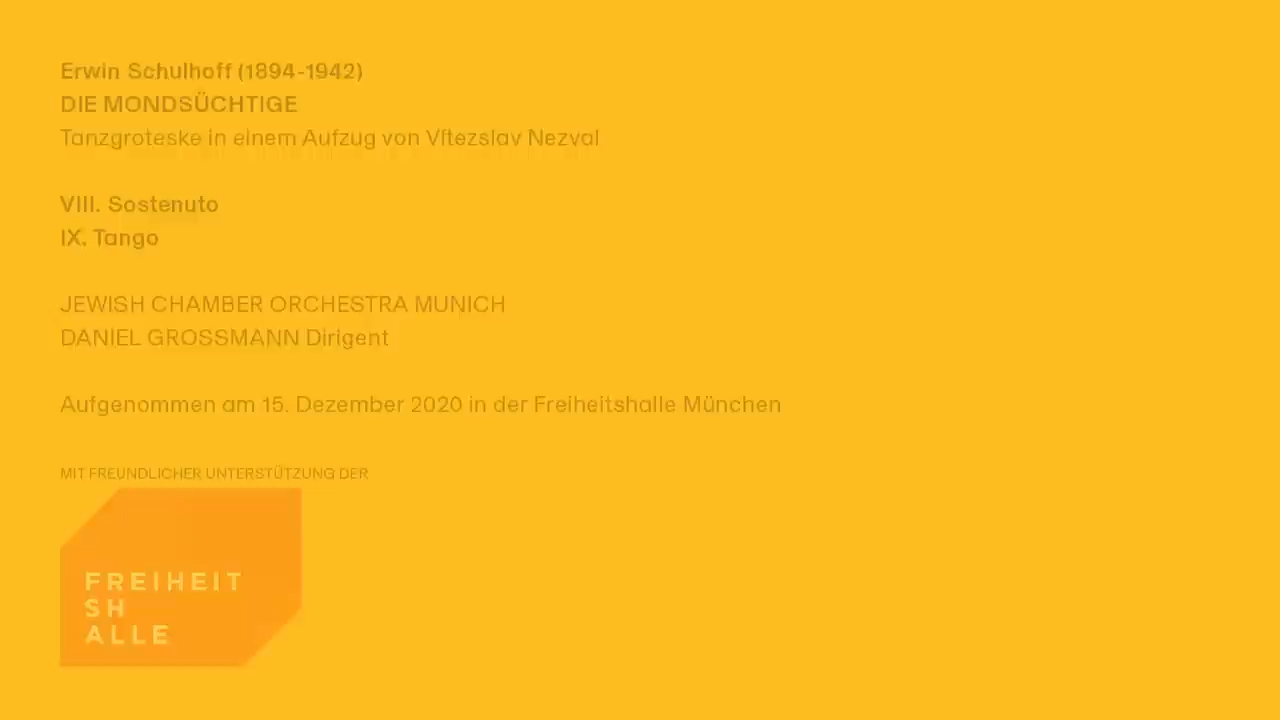 Erwin Schulhoff (1894-1942)
DIE MONDSÜCHTIGE
Tanzgroteske in einem Aufzug von Vítezslav Nezval
VIII. Sostenuto
IX. Tango
JEWISH CHAMBER ORCHESTRA MUNICH
DANIEL GROSSMANN Dirigent
Aufgenommen am 15. Dezember 2020 in der Freiheitshalle München
MIT FREUNDLICHER UNTERSTÜTZUNG DER
FREIHEIT
SH
ALLE